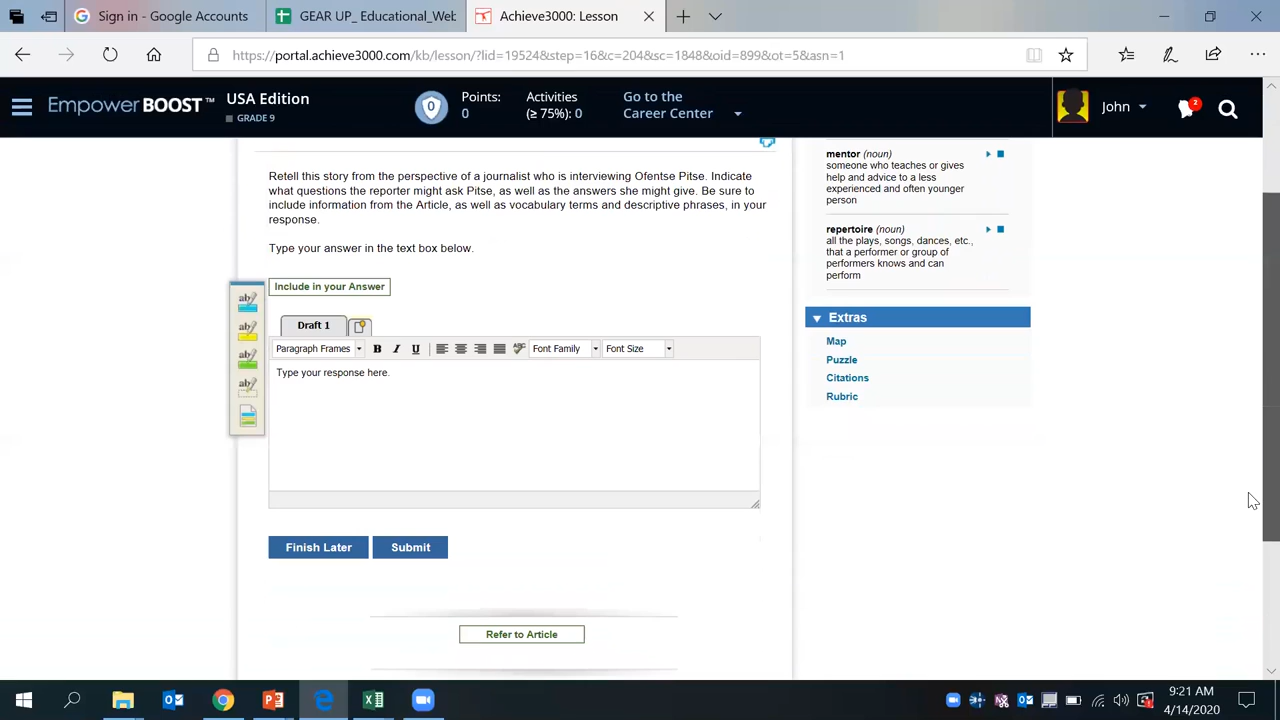 Sign in - Google Accounts
GEAR UP_ Educational_Web
Achieve3000: Lesson
https://portal.achieve3000.com/kb/lesson/?lid=19524&step=16&c=204&sc=1848&oid=899&ot=5&asn=1
EmpowerBOOST™
USA Edition
GRADE 9
0
Points:
0
Activities
(≥ 75%): 0
Go to the
Career Center
John
2
Retell this story from the perspective of a journalist who is interviewing Ofentse Pitse. Indicate
what questions the reporter might ask Pitse, as well as the answers she might give. Be sure to
include information from the Article, as well as vocabulary terms and descriptive phrases, in your
response.
Type your answer in the text box below.
Include in your Answer
Draft 1
Paragraph Frames
B I U
ABC
Font Family
Font Size
Type your response here.
Finish Later
Submit
Refer to Article
ab
ab
ab
ab
mentor (noun)
someone who teaches or gives
help and advice to a less
experienced and often younger
person
repertoire (noun)
all the plays, songs, dances, etc.,
that a performer or group of
performers knows and can
perform
Extras
Map
Puzzle
Citations
Rubric
9:21 AM
4/14/2020